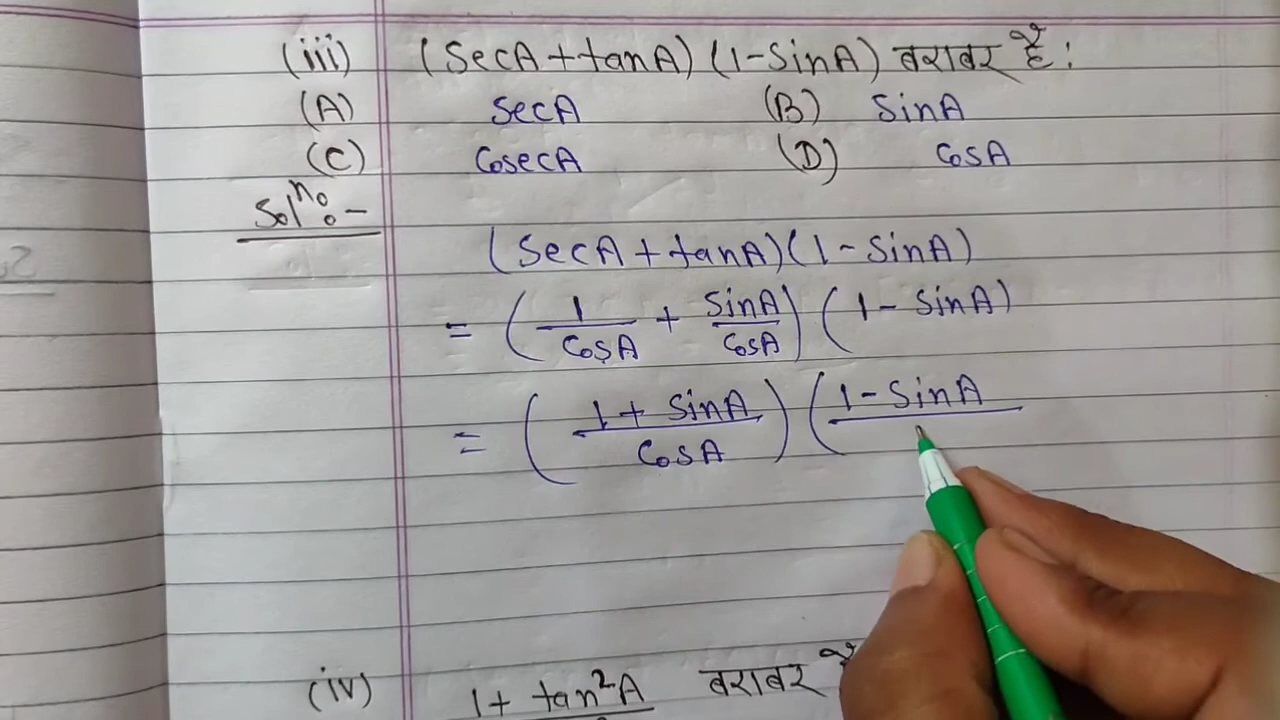 (iii) (SecA+tanA) (1-SinA) बराबर है :
(A) SecA (B) SinA
(C) CosecA (D) CosA
Solⁿ :-
(SecA + tanA)(1 - SinA)
= (1/CosA + SinA/CosA) (1 - SinA)
= (1 + SinA/CosA) (1 - SinA
(iv) 1 + tan²A बराबर है